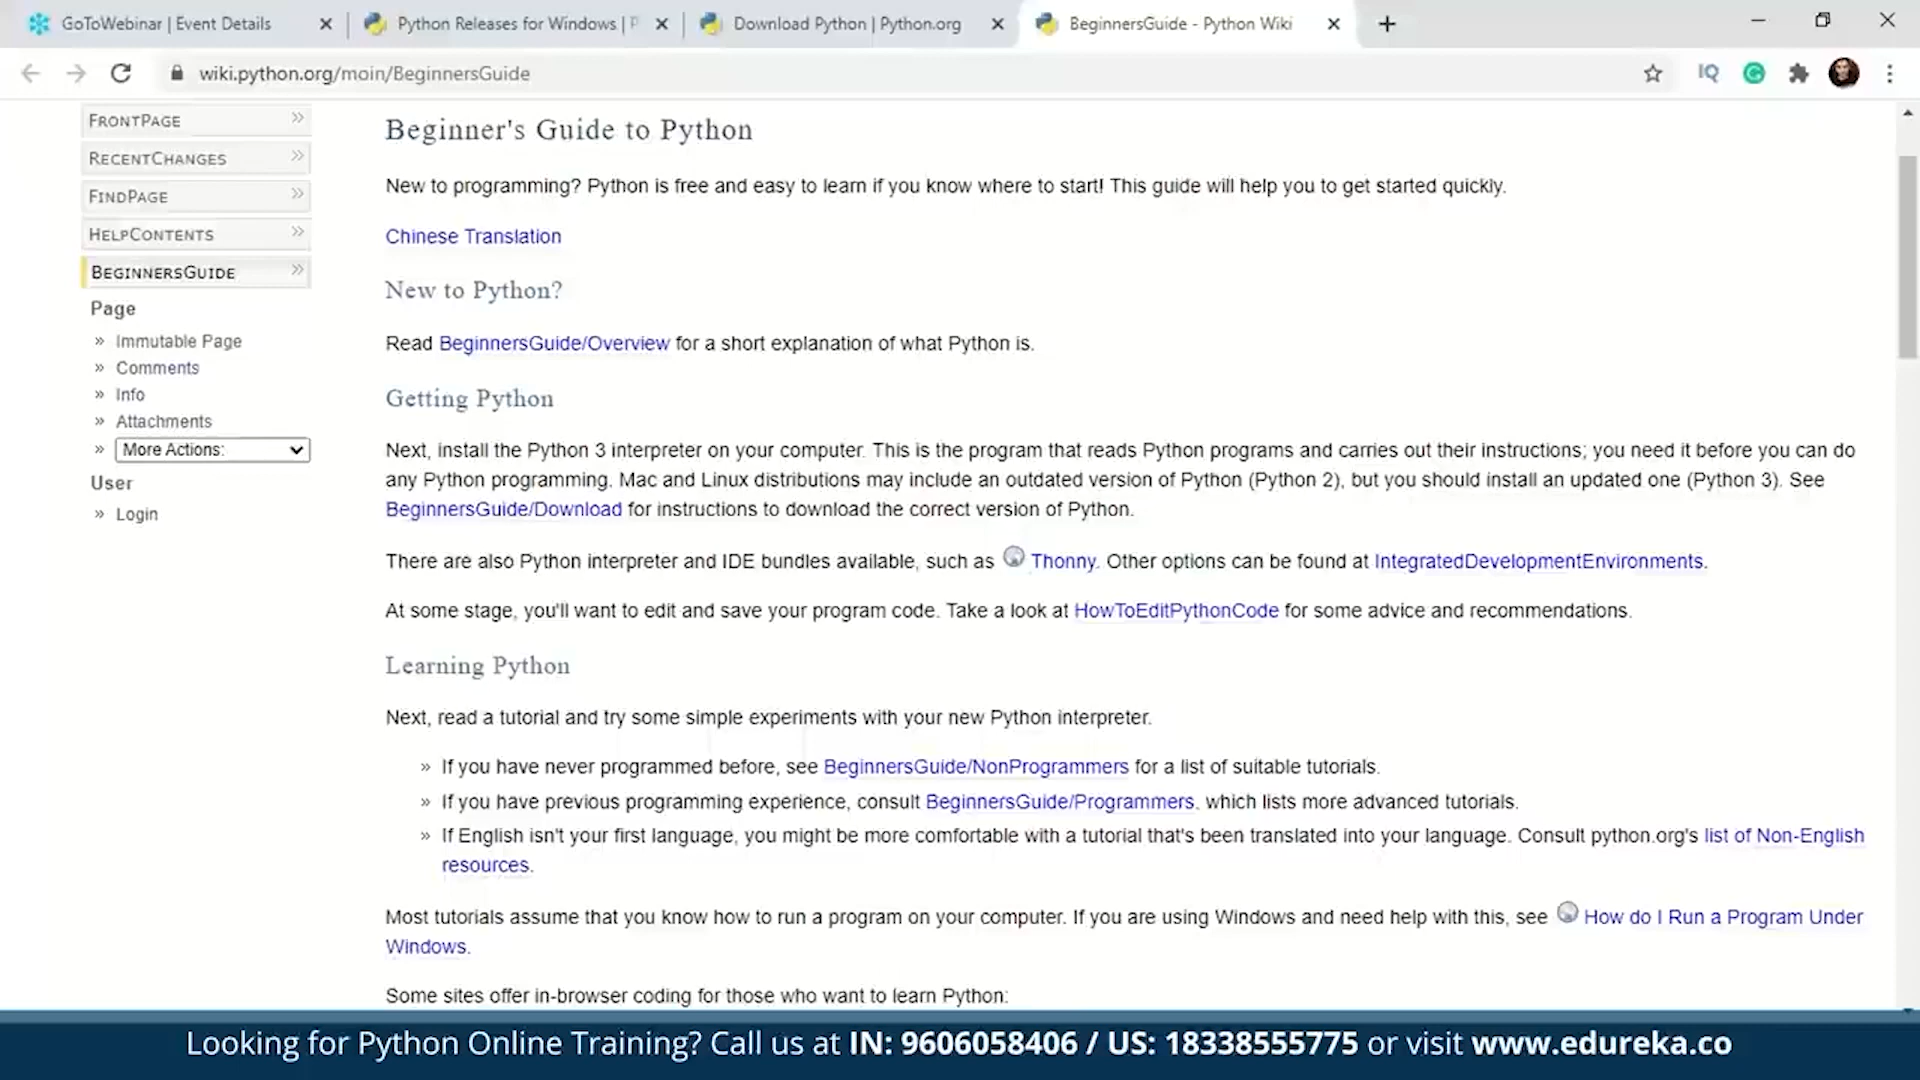 GoToWebinar | Event Details
Python Releases for Windows | P
Download Python | Python.org
BeginnersGuide - Python Wiki
wiki.python.org/moin/BeginnersGuide
IQ
FRONTPAGE
RECENTCHANGES
FINDPAGE
HELPCONTENTS
BEGINNERSGUIDE
Page
» Immutable Page
» Comments
» Info
» Attachments
» More Actions:
User
» Login
Beginner's Guide to Python
New to programming? Python is free and easy to learn if you know where to start! This guide will help you to get started quickly.
Chinese Translation
New to Python?
Read BeginnersGuide/Overview for a short explanation of what Python is.
Getting Python
Next, install the Python 3 interpreter on your computer. This is the program that reads Python programs and carries out their instructions; you need it before you can do
any Python programming. Mac and Linux distributions may include an outdated version of Python (Python 2), but you should install an updated one (Python 3). See
BeginnersGuide/Download for instructions to download the correct version of Python.
There are also Python interpreter and IDE bundles available, such as Thonny. Other options can be found at IntegratedDevelopmentEnvironments.
At some stage, you'll want to edit and save your program code. Take a look at HowToEditPythonCode for some advice and recommendations.
Learning Python
Next, read a tutorial and try some simple experiments with your new Python interpreter.
» If you have never programmed before, see BeginnersGuide/NonProgrammers for a list of suitable tutorials.
» If you have previous programming experience, consult BeginnersGuide/Programmers, which lists more advanced tutorials.
» If English isn't your first language, you might be more comfortable with a tutorial that's been translated into your language. Consult python.org's list of Non-English
resources.
Most tutorials assume that you know how to run a program on your computer. If you are using Windows and need help with this, see How do I Run a Program Under
Windows.
Some sites offer in-browser coding for those who want to learn Python:
Looking for Python Online Training? Call us at IN: 9606058406 / US: 18338555775 or visit www.edureka.co